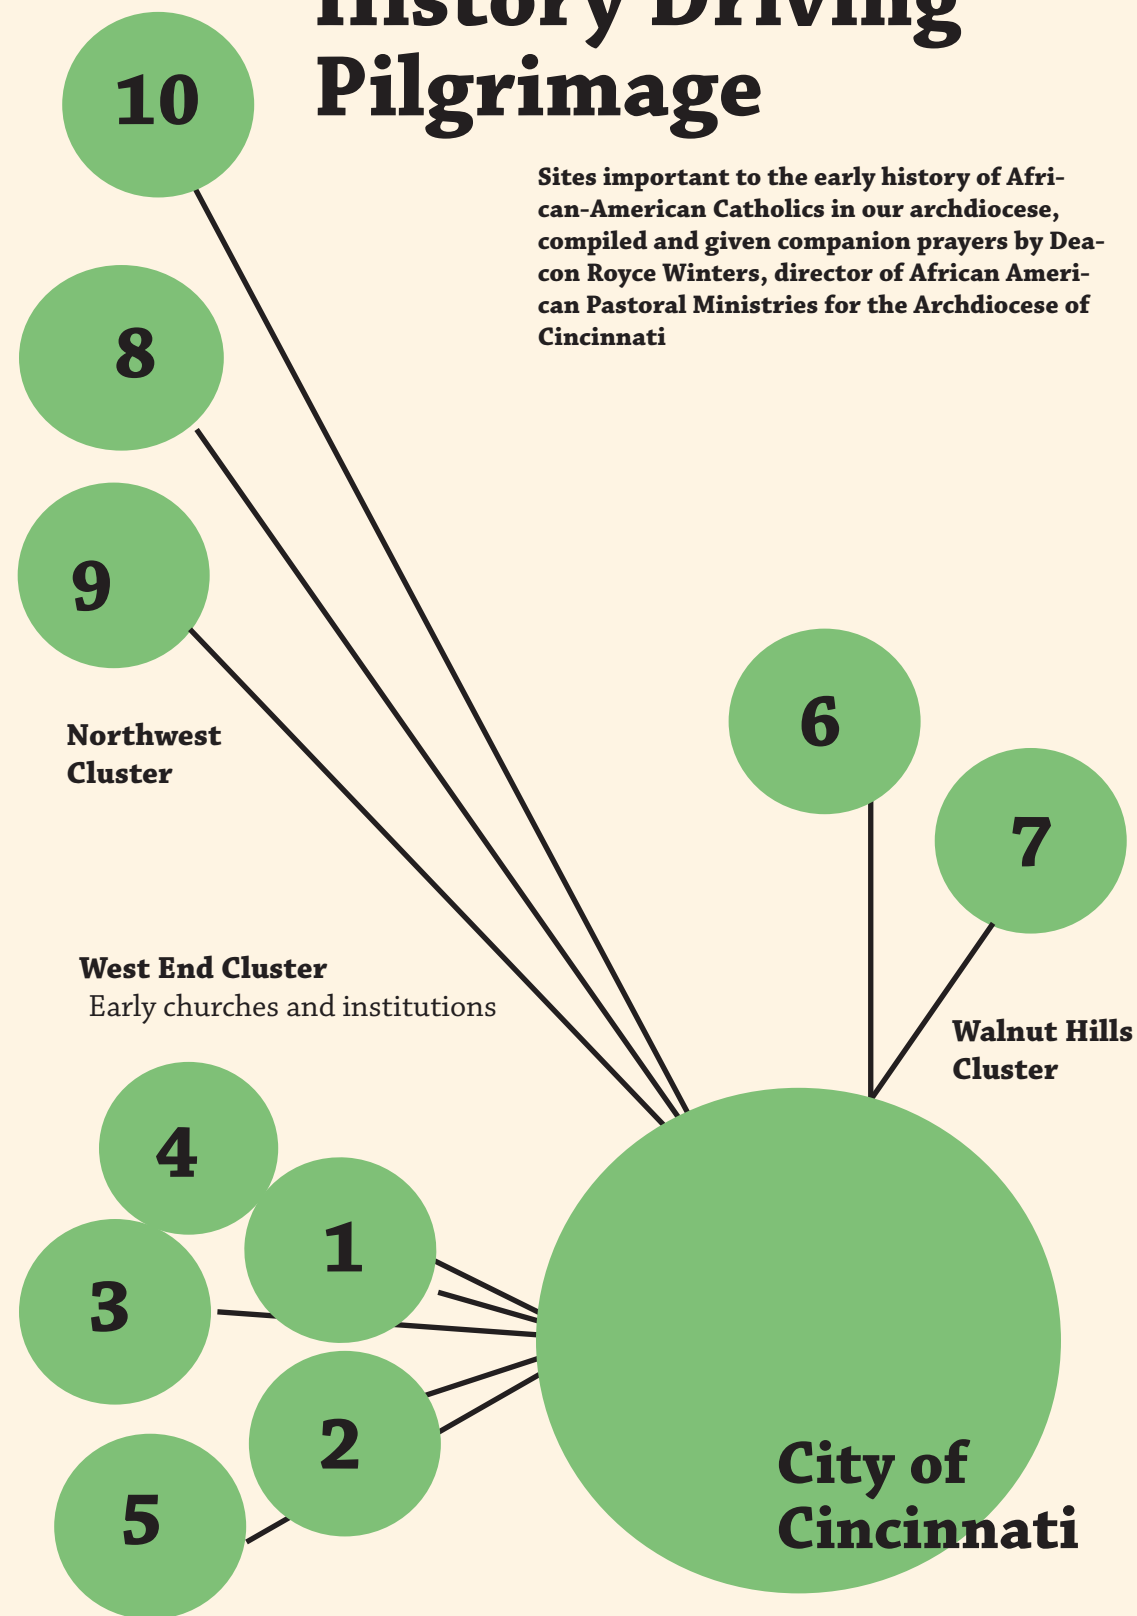 History Driving
Pilgrimage
10
Sites important to the early history of Afri-
can-American Catholics in our archdiocese,
compiled and given companion prayers by Dea-
con Royce Winters, director of African Ameri-
can Pastoral Ministries for the Archdiocese of
Cincinnati
8
9
6
Northwest
Cluster
7
West End Cluster
Early churches and institutions
Walnut Hills
Cluster
4
1
3
2
5
City of
Cincinnati